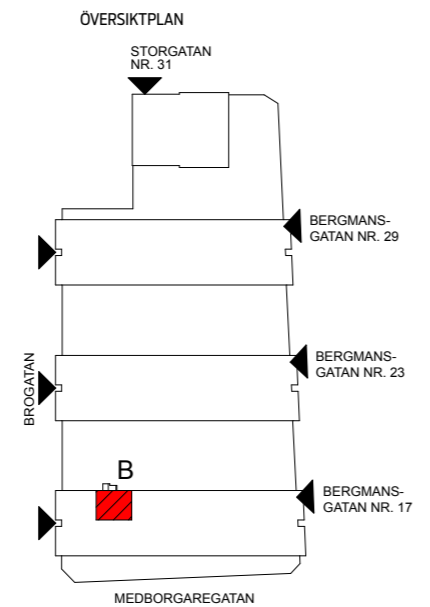 ÖVERSIKTPLAN
STORGATAN
NR. 31
BERGMANS-
GATAN NR. 29
BERGMANS-
GATAN NR. 23
BROGATAN
B
BERGMANS-
GATAN NR. 17
MEDBORGAREGATAN